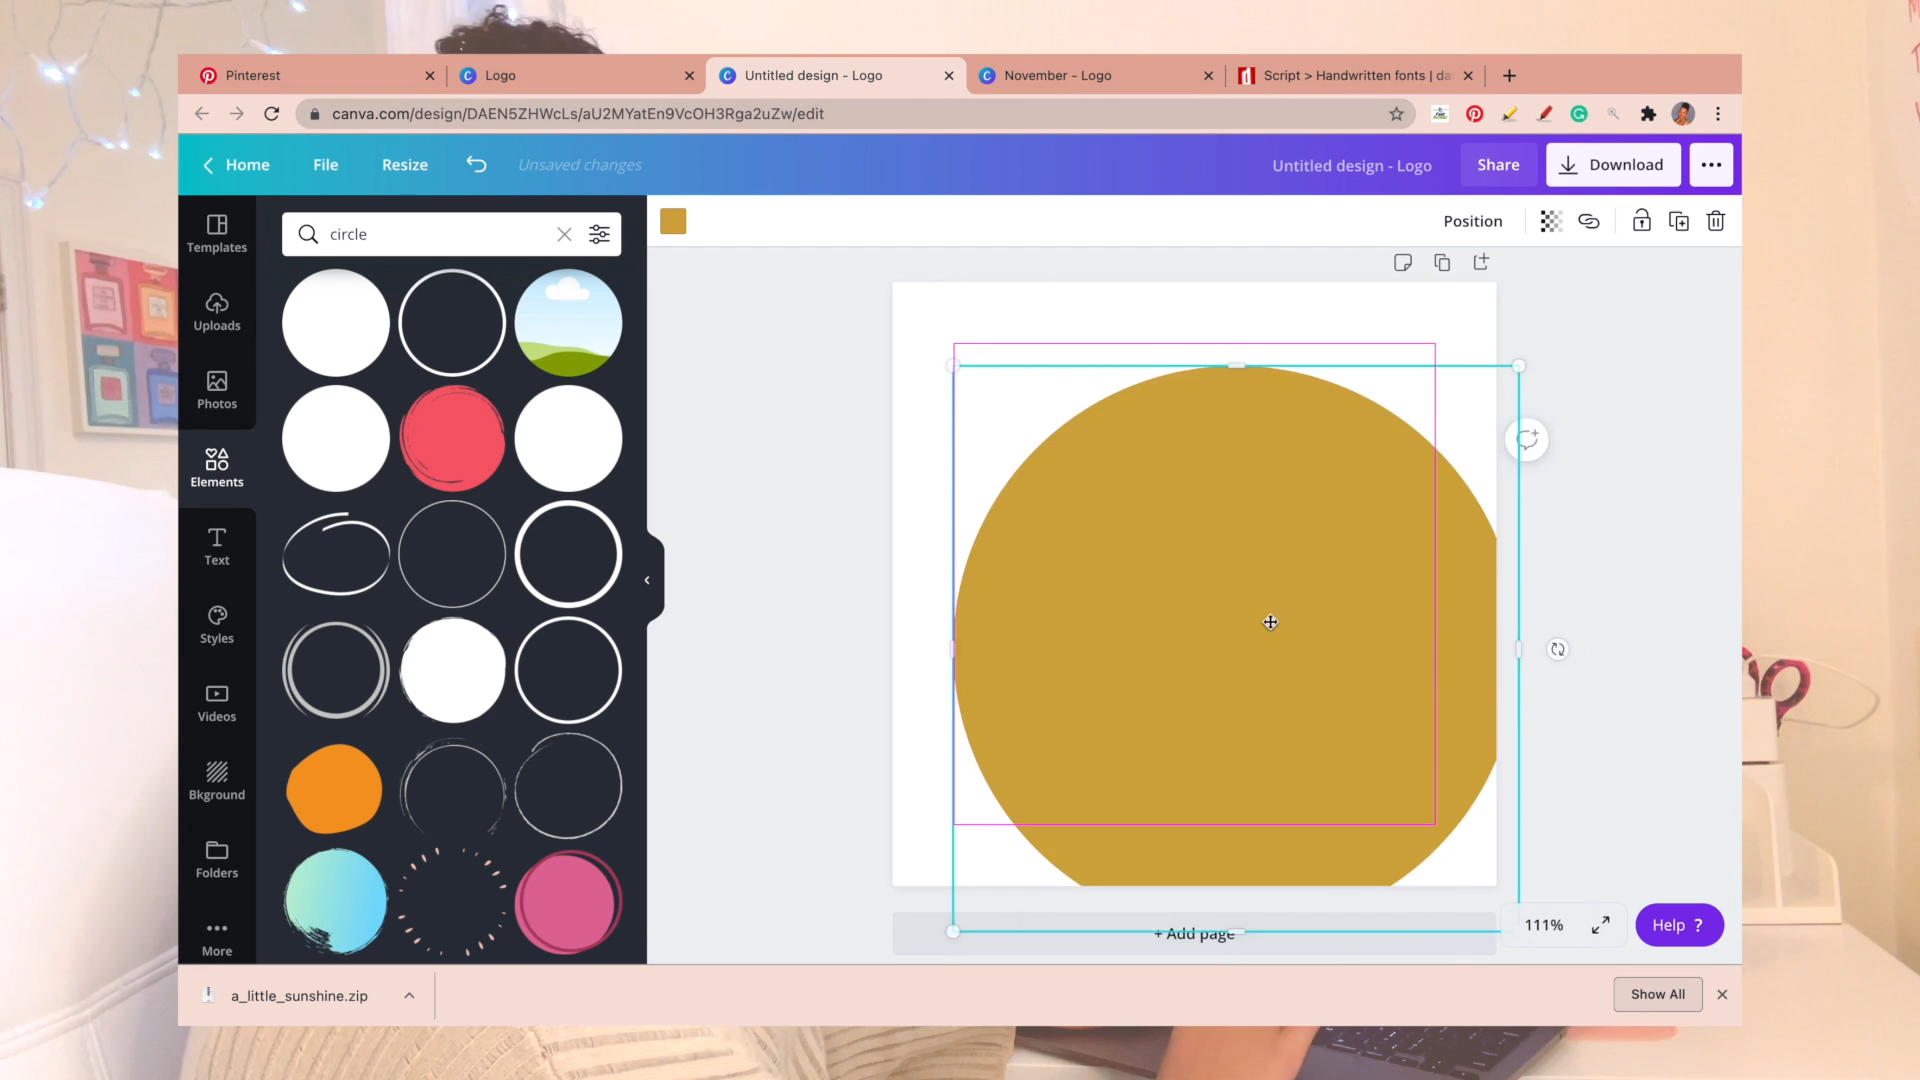 Pinterest
Logo
Untitled design - Logo
November - Logo
Script > Handwritten fonts | da
canva.com/design/DAEN5ZHWcLs/aU2MYatEn9VcOH3Rga2uZw/edit
Home
File
Resize
Unsaved changes
Untitled design - Logo
Share
Download
Templates
Uploads
Photos
Elements
Text
Styles
Videos
Bkground
Folders
More
circle
Position
+ Add page
111%
Help ?
a_little_sunshine.zip
Show All